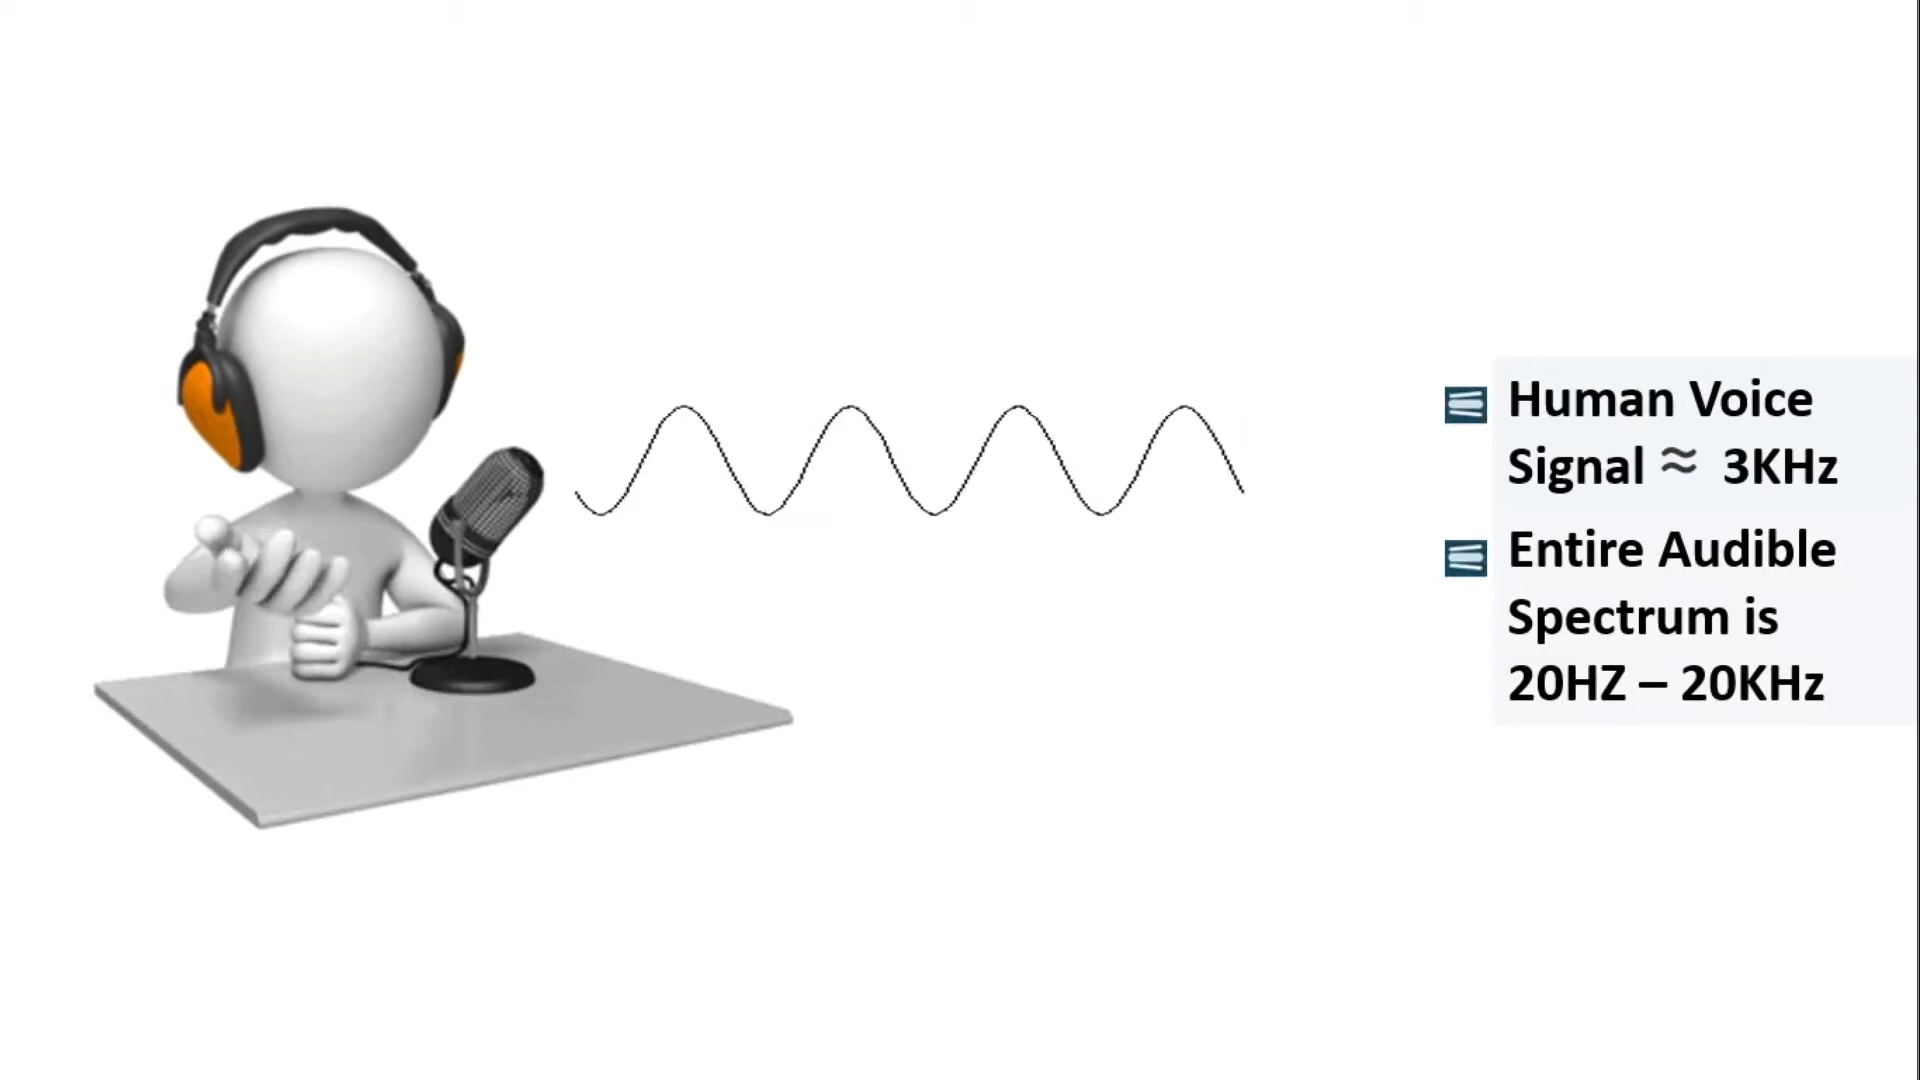 Human Voice
Signal ≈ 3KHz
Entire Audible
Spectrum is
20HZ – 20KHz